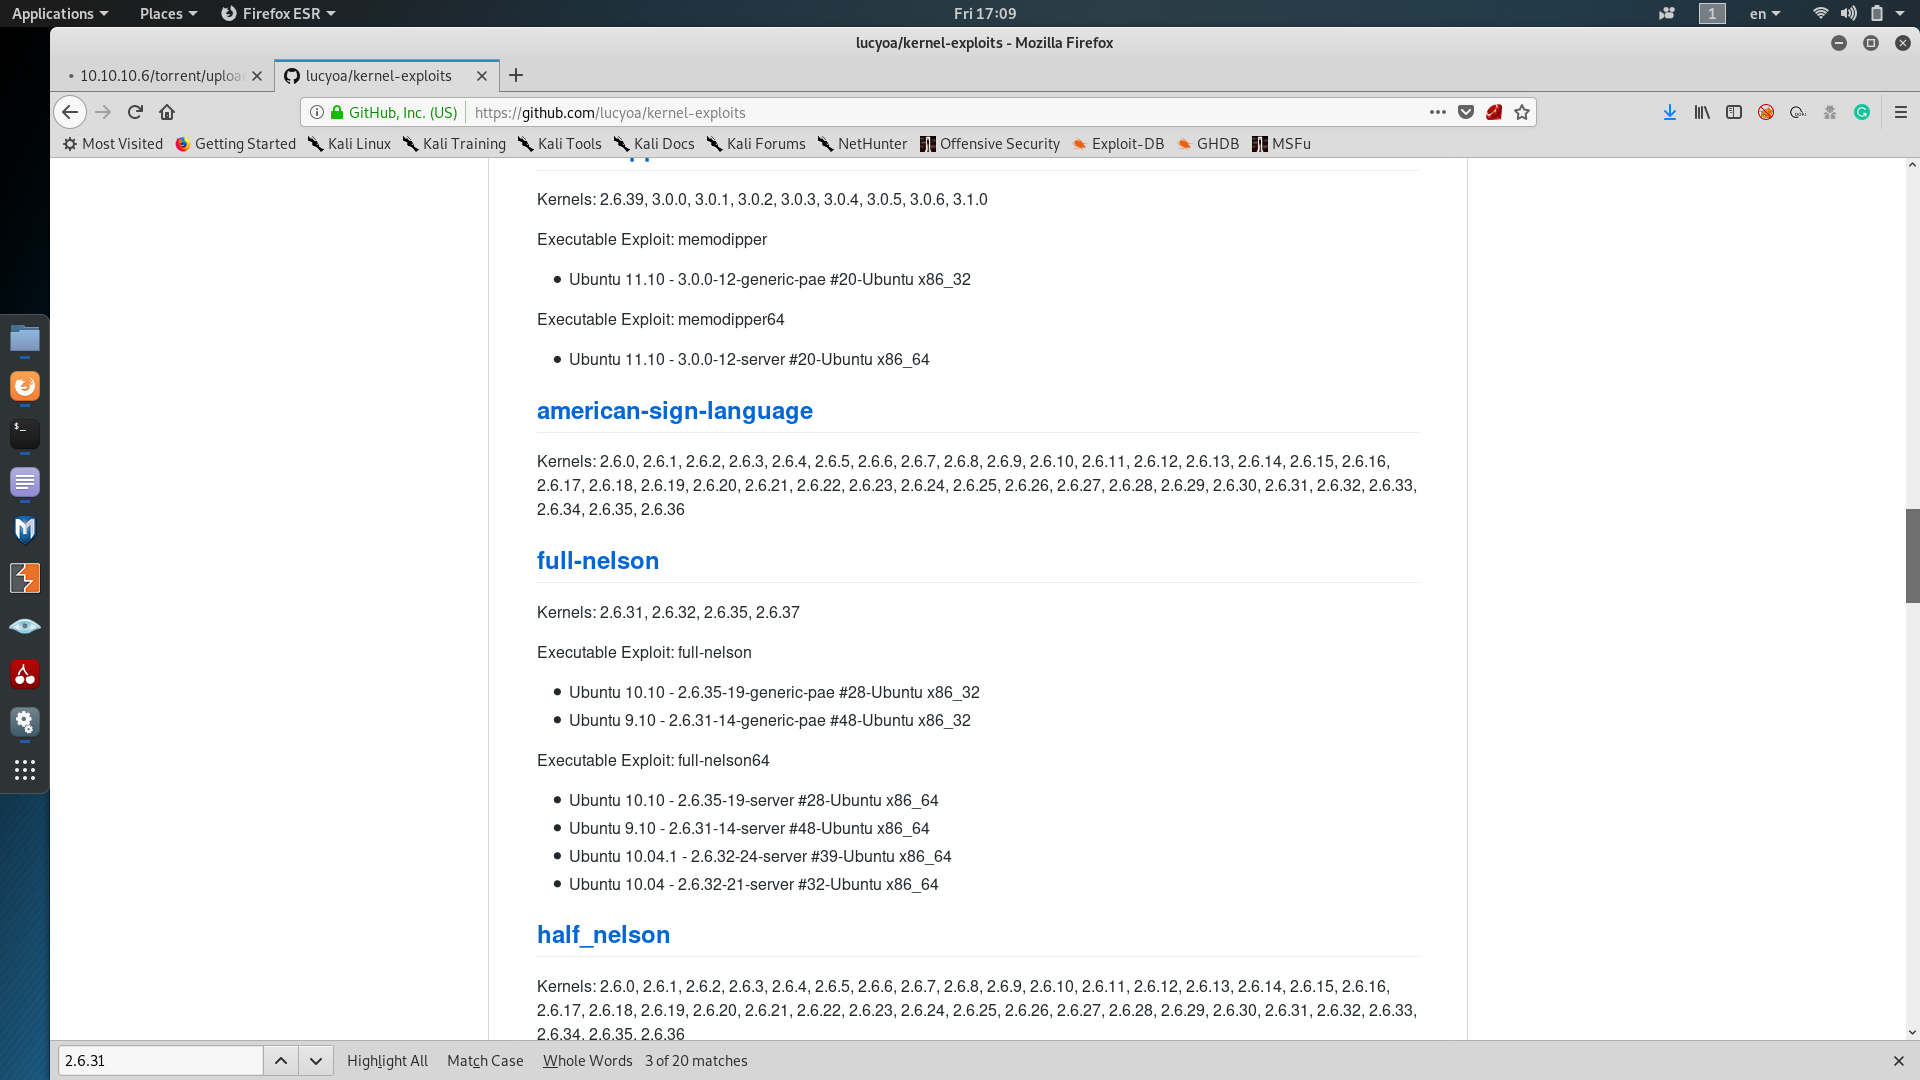 Applications Places Firefox ESR Fri 17:09 1 en
lucyoa/kernel-exploits - Mozilla Firefox
10.10.10.6/torrent/uploa lucyoa/kernel-exploits
GitHub, Inc. (US) https://github.com/lucyoa/kernel-exploits
Most Visited Getting Started Kali Linux Kali Training Kali Tools Kali Docs Kali Forums NetHunter Offensive Security Exploit-DB GHDB MSFu
Kernels: 2.6.39, 3.0.0, 3.0.1, 3.0.2, 3.0.3, 3.0.4, 3.0.5, 3.0.6, 3.1.0
Executable Exploit: memodipper
Ubuntu 11.10 - 3.0.0-12-generic-pae #20-Ubuntu x86_32
Executable Exploit: memodipper64
Ubuntu 11.10 - 3.0.0-12-server #20-Ubuntu x86_64
american-sign-language
Kernels: 2.6.0, 2.6.1, 2.6.2, 2.6.3, 2.6.4, 2.6.5, 2.6.6, 2.6.7, 2.6.8, 2.6.9, 2.6.10, 2.6.11, 2.6.12, 2.6.13, 2.6.14, 2.6.15, 2.6.16,
2.6.17, 2.6.18, 2.6.19, 2.6.20, 2.6.21, 2.6.22, 2.6.23, 2.6.24, 2.6.25, 2.6.26, 2.6.27, 2.6.28, 2.6.29, 2.6.30, 2.6.31, 2.6.32, 2.6.33,
2.6.34, 2.6.35, 2.6.36
full-nelson
Kernels: 2.6.31, 2.6.32, 2.6.35, 2.6.37
Executable Exploit: full-nelson
Ubuntu 10.10 - 2.6.35-19-generic-pae #28-Ubuntu x86_32
Ubuntu 9.10 - 2.6.31-14-generic-pae #48-Ubuntu x86_32
Executable Exploit: full-nelson64
Ubuntu 10.10 - 2.6.35-19-server #28-Ubuntu x86_64
Ubuntu 9.10 - 2.6.31-14-server #48-Ubuntu x86_64
Ubuntu 10.04.1 - 2.6.32-24-server #39-Ubuntu x86_64
Ubuntu 10.04 - 2.6.32-21-server #32-Ubuntu x86_64
half_nelson
Kernels: 2.6.0, 2.6.1, 2.6.2, 2.6.3, 2.6.4, 2.6.5, 2.6.6, 2.6.7, 2.6.8, 2.6.9, 2.6.10, 2.6.11, 2.6.12, 2.6.13, 2.6.14, 2.6.15, 2.6.16,
2.6.17, 2.6.18, 2.6.19, 2.6.20, 2.6.21, 2.6.22, 2.6.23, 2.6.24, 2.6.25, 2.6.26, 2.6.27, 2.6.28, 2.6.29, 2.6.30, 2.6.31, 2.6.32, 2.6.33,
2.6.34, 2.6.35, 2.6.36
2.6.31 Highlight All Match Case Whole Words 3 of 20 matches